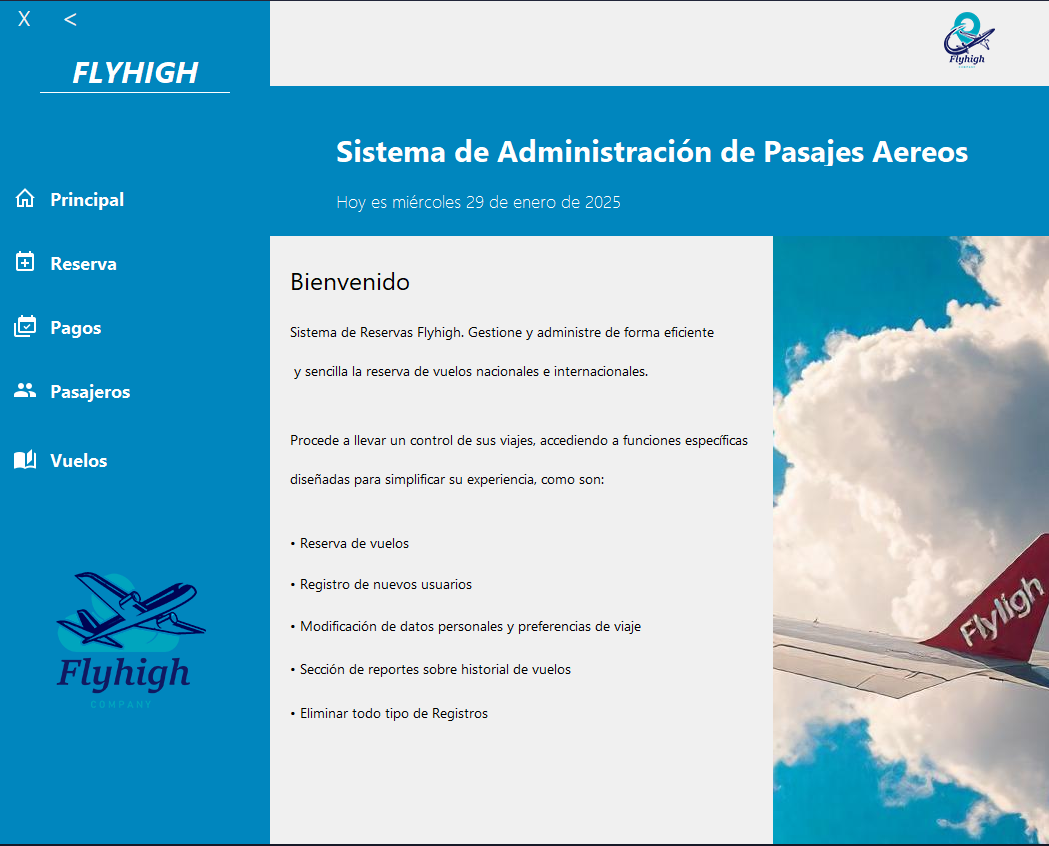 X <
FLYHIGH
Principal
Reserva
Pagos
Pasajeros
Vuelos
Flyhigh
COMPANY
Flyhigh
COMPANY
Sistema de Administración de Pasajes Aereos
Hoy es miércoles 29 de enero de 2025
Bienvenido
Sistema de Reservas Flyhigh. Gestione y administre de forma eficiente
y sencilla la reserva de vuelos nacionales e internacionales.
Procede a llevar un control de sus viajes, accediendo a funciones específicas
diseñadas para simplificar su experiencia, como son:
• Reserva de vuelos
• Registro de nuevos usuarios
• Modificación de datos personales y preferencias de viaje
• Sección de reportes sobre historial de vuelos
• Eliminar todo tipo de Registros
Flyligh